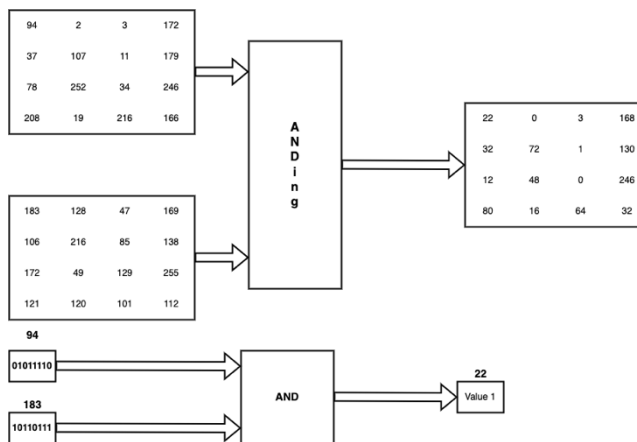 94 2 3 172
37 107 11 179
78 252 34 246
208 19 216 166
ANDing
22 0 3 168
32 72 1 130
12 48 0 246
80 16 64 32
183 128 47 169
106 216 85 138
172 49 129 255
121 120 101 112
94
01011110
183
10110111
AND
22
Value 1